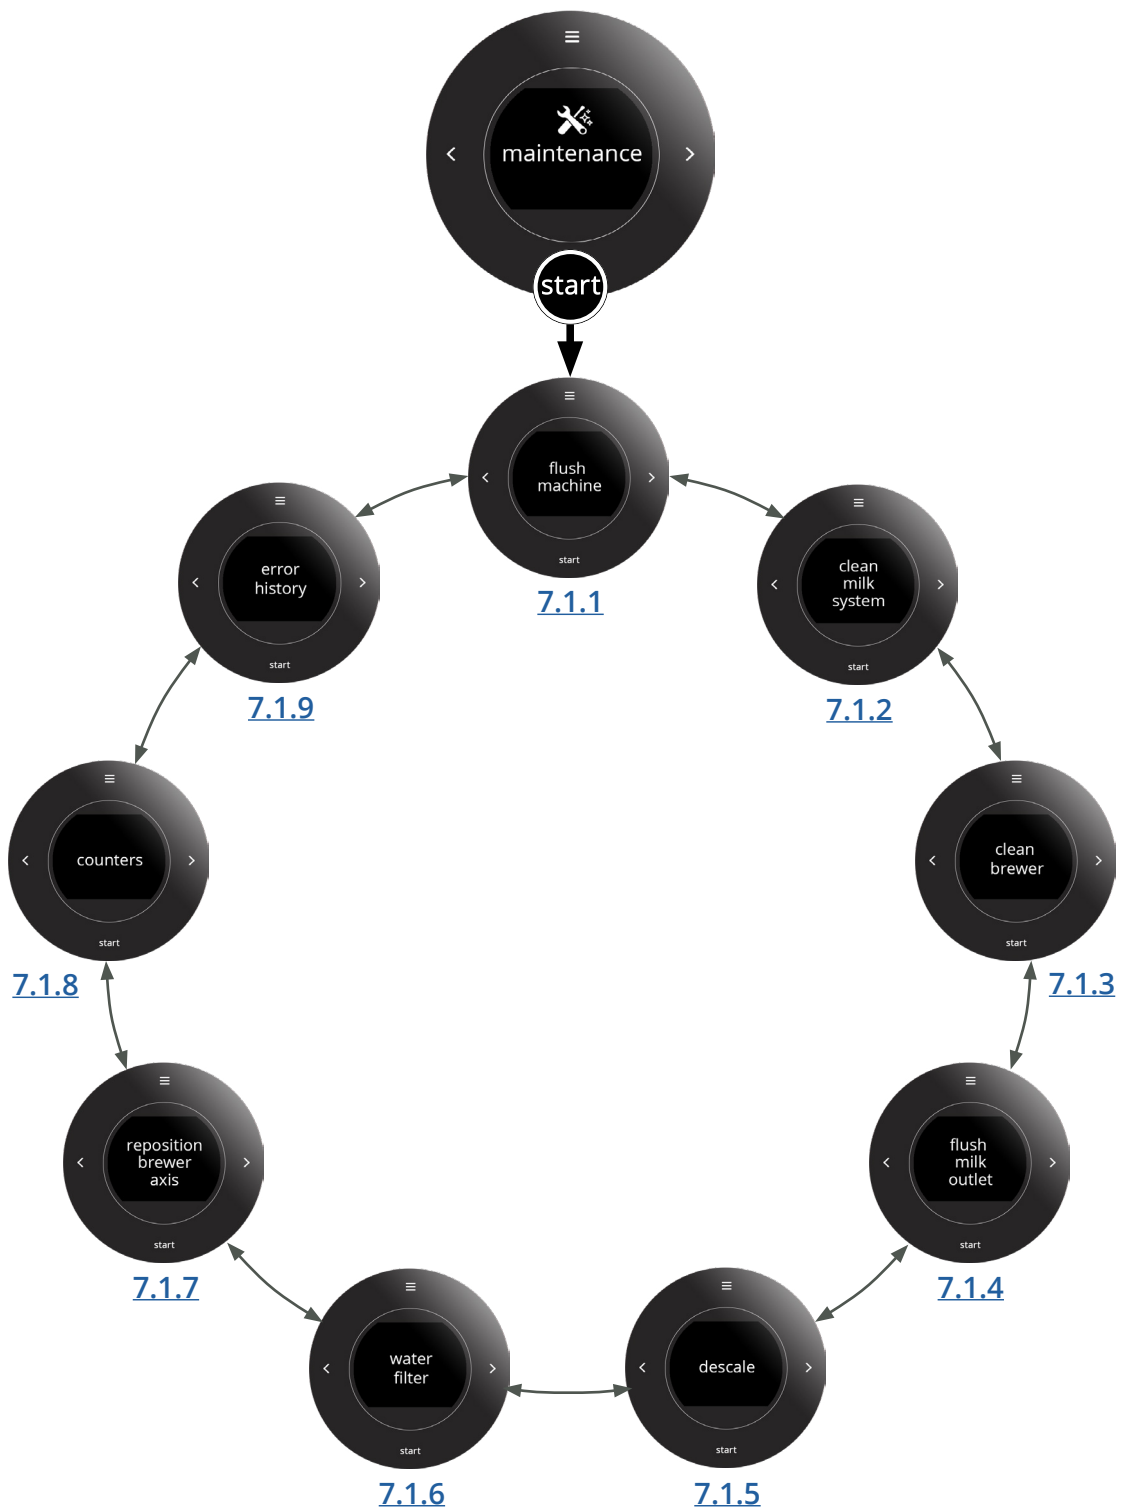 maintenance
start
flush
machine
start
7.1.1
error
history
start
7.1.9
clean
milk
system
start
7.1.2
counters
start
7.1.8
clean
brewer
start
7.1.3
reposition
brewer
axis
start
7.1.7
flush
milk
outlet
start
7.1.4
water
filter
start
7.1.6
descale
start
7.1.5